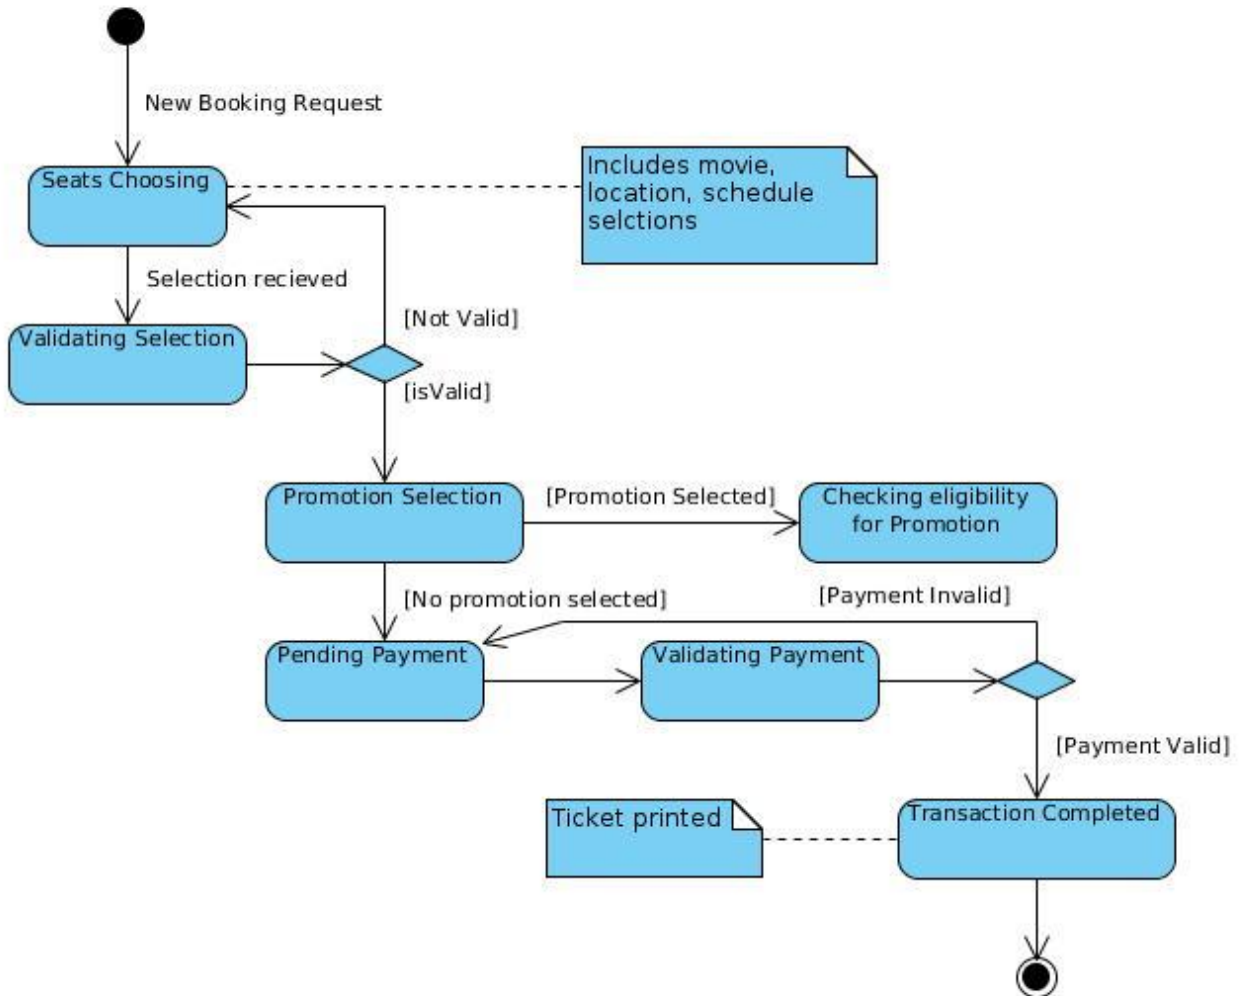 New Booking Request
Seats Choosing
Includes movie,
location, schedule
selctions
Selection recieved
[Not Valid]
Validating Selection
[isValid]
Promotion Selection
[Promotion Selected]
Checking eligibility
for Promotion
[No promotion selected]
[Payment Invalid]
Pending Payment
Validating Payment
[Payment Valid]
Ticket printed
Transaction Completed